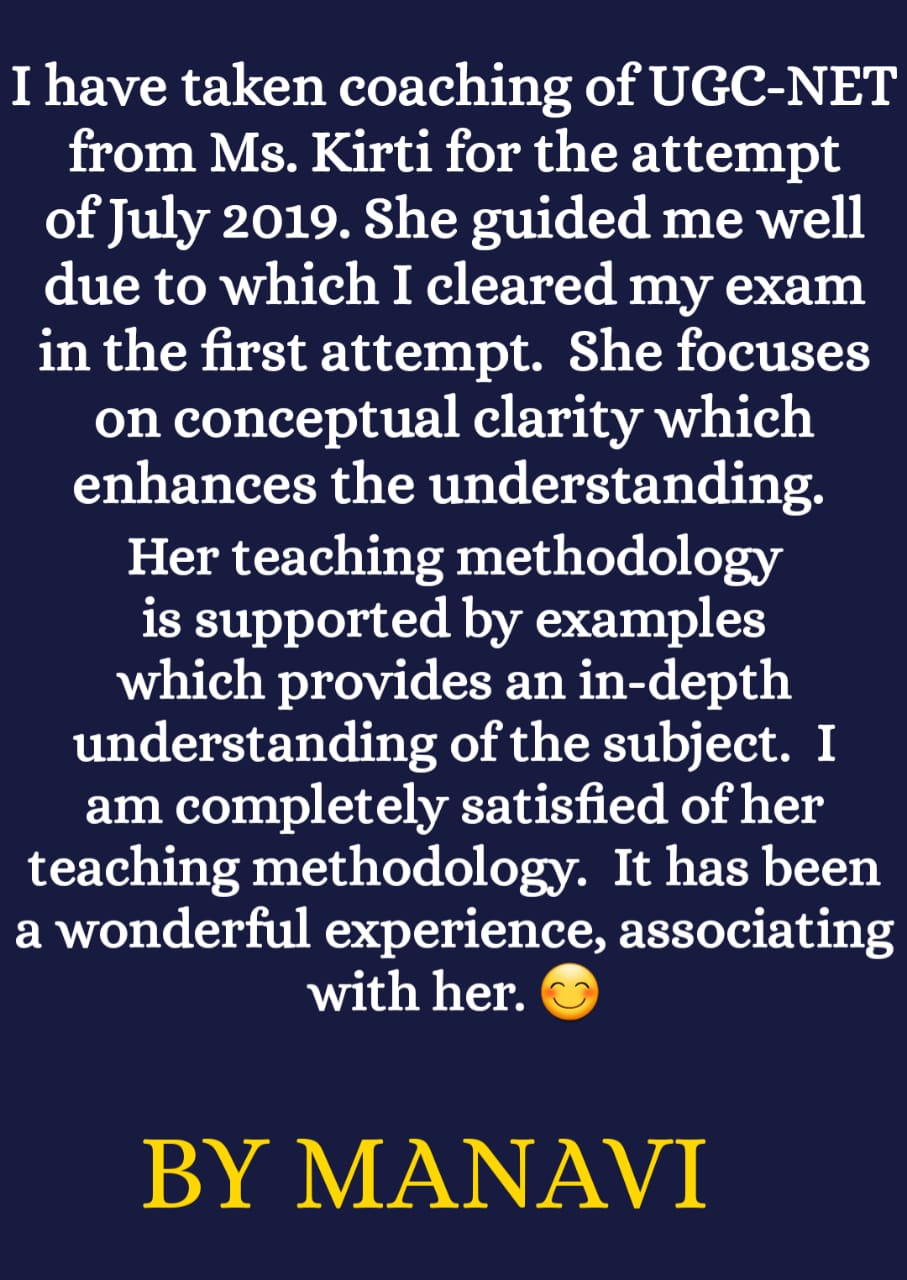 I have taken coaching of UGC-NET
from Ms. Kirti for the attempt
of July 2019. She guided me well
due to which I cleared my exam
in the first attempt.  She focuses
on conceptual clarity which
enhances the understanding.
Her teaching methodology
is supported by examples
which provides an in-depth
understanding of the subject.  I
am completely satisfied of her
teaching methodology.  It has been
a wonderful experience, associating
with her. 😊
BY MANAVI